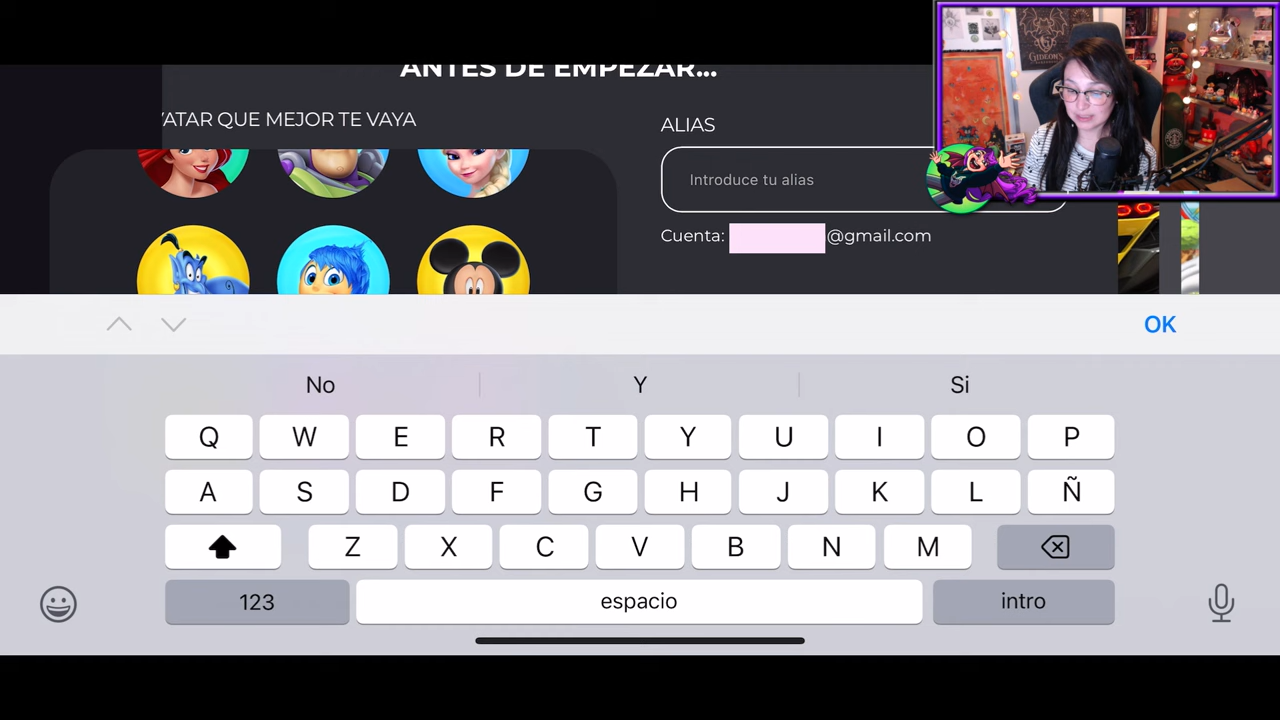 ANTES DE EMPEZAR...
VATAR QUE MEJOR TE VAYA
ALIAS
Introduce tu alias
Cuenta: @gmail.com
GIDEON'S
OK
No Y Si
Q W E R T Y U I O P
A S D F G H J K L Ñ
Z X C V B N M
123 espacio intro